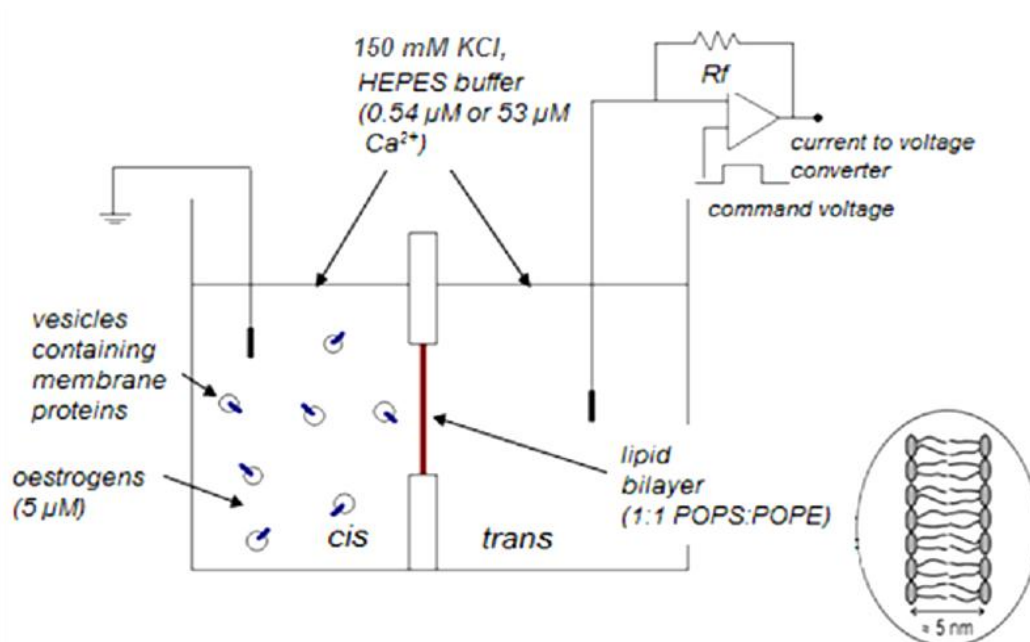 150 mM KCl,
HEPES buffer
(0.54 µM or 53 µM
Ca²⁺)
Rf
current to voltage
converter
command voltage
vesicles
containing
membrane
proteins
oestrogens
(5 µM)
cis
trans
lipid
bilayer
(1:1 POPS:POPE)
≈ 5 nm